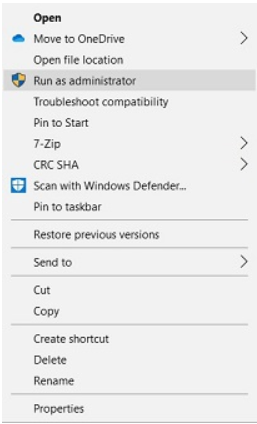 Open
Move to OneDrive
Open file location
Run as administrator
Troubleshoot compatibility
Pin to Start
7-Zip
CRC SHA
Scan with Windows Defender...
Pin to taskbar
Restore previous versions
Send to
Cut
Copy
Create shortcut
Delete
Rename
Properties